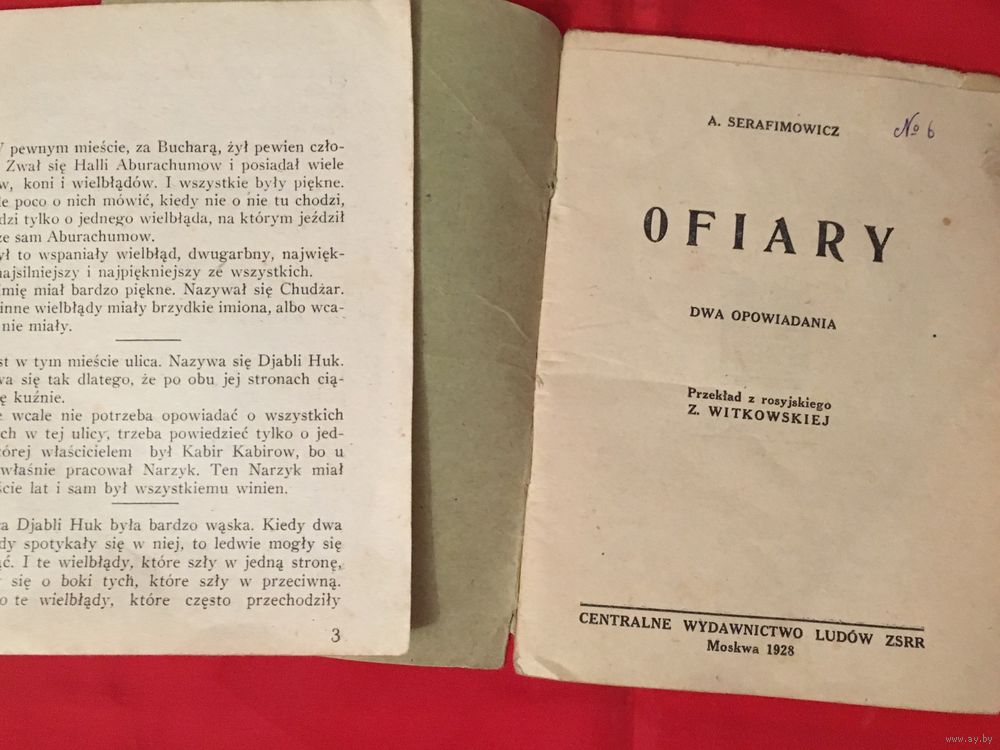 pewnym mieście, za Bucharą, żył pewien czło-
Zwał się Halli Aburachumow i posiadał wiele
koni i wielbłądów. I wszystkie były piękne.
poco o nich mówić, kiedy nie o nie tu chodzi,
tylko o jednego wielbłąda, na którym jeździł
sam Aburachumow.
to wspaniały wielbłąd, dwugarbny, najwięk-
najsilniejszy i najpiękniejszy ze wszystkich.
miał bardzo piękne. Nazywał się Chudżar.
inne wielbłądy miały brzydkie imiona, albo wca-
nie miały.
w tym mieście ulica. Nazywa się Djabli Huk.
się tak dlatego, że po obu jej stronach cią-
kuźnie.
wcale nie potrzeba opowiadać o wszystkich
w tej ulicy, trzeba powiedzieć tylko o jed-
właścicielem był Kabir Kabirow, bo u
właśnie pracował Narzyk. Ten Narzyk miał
lat i sam był wszystkiemu winien.
Djabli Huk była bardzo wąska. Kiedy dwa
spotykały się w niej, to ledwie mogły się
I te wielbłądy, które szły w jedną stronę,
się o boki tych, które szły w przeciwną.
te wielbłądy, które często przechodziły
3
A. SERAFIMOWICZ
№ 6
OFIARY
DWA OPOWIADANIA
Przekład z rosyjskiego
Z. WITKOWSKIEJ
CENTRALNE WYDAWNICTWO LUDÓW ZSRR
Moskwa 1928
www.ay.by